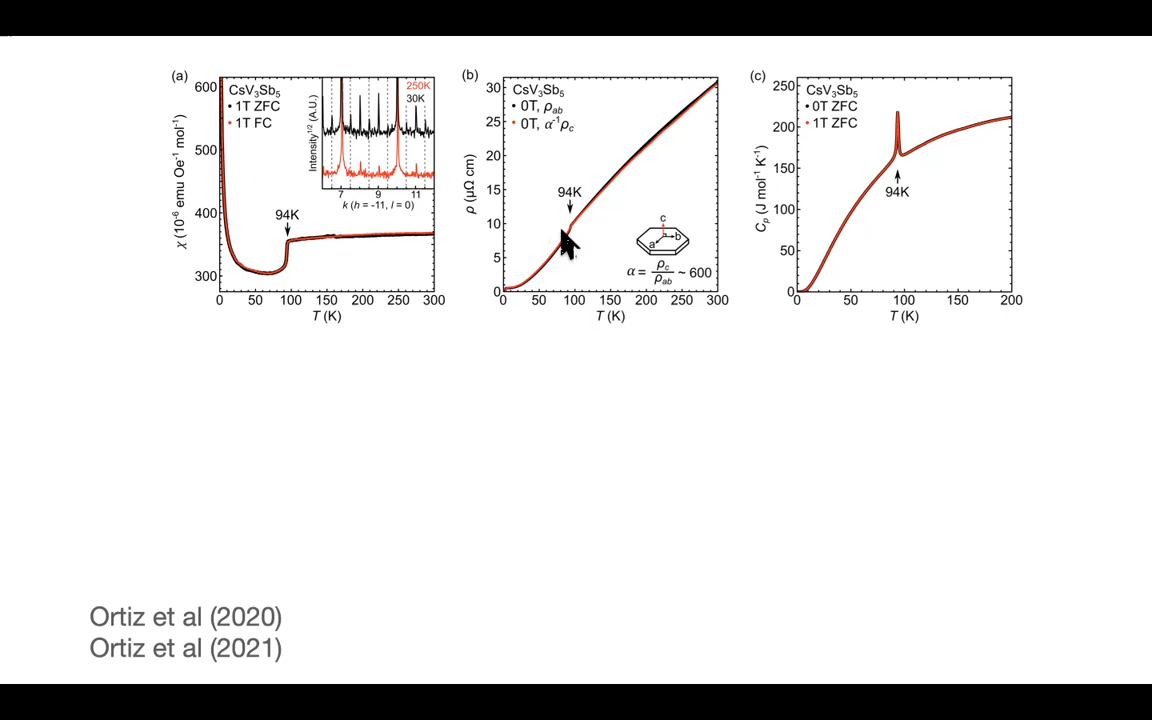 (a)
600
500
400
300
χ (10⁻⁶ emu Oe⁻¹ mol⁻¹)
CsV₃Sb₅
1T ZFC
1T FC
94K
250K
30K
Intensity¹ᐟ² (A.U.)
7 9 11
k (h = -11, l = 0)
0 50 100 150 200 250 300
T (K)
(b)
30
25
20
15
10
5
0
ρ (μΩ cm)
CsV₃Sb₅
0T, ρab
0T, α⁻¹ρc
94K
c
a b
α = ρc/ρab ~ 600
0 50 100 150 200 250 300
T (K)
(c)
250
200
150
100
50
0
Cp (J mol⁻¹ K⁻¹)
CsV₃Sb₅
0T ZFC
1T ZFC
94K
0 50 100 150 200
T (K)
Ortiz et al (2020)
Ortiz et al (2021)